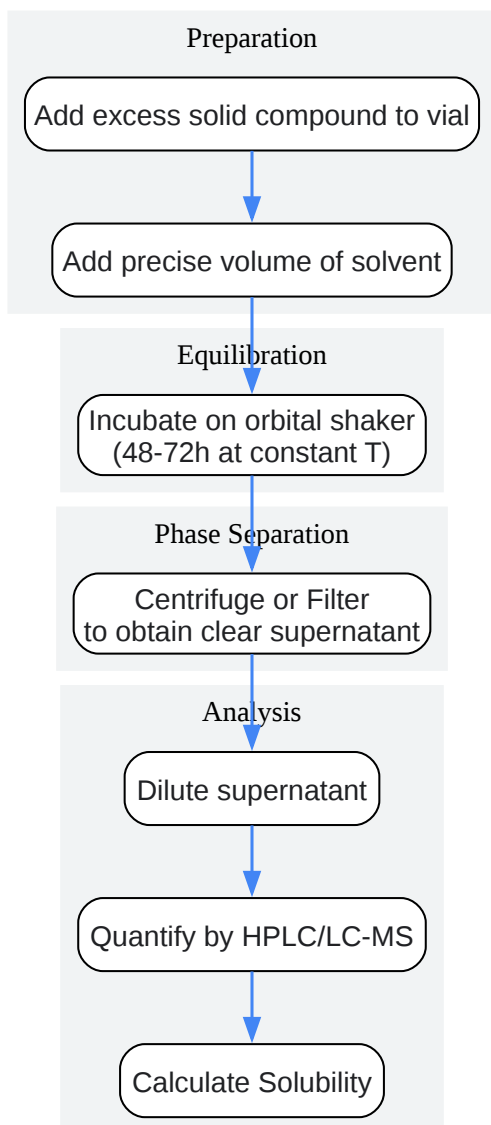 Preparation
Add excess solid compound to vial
Add precise volume of solvent
Equilibration
Incubate on orbital shaker
(48-72h at constant T)
Phase Separation
Centrifuge or Filter
to obtain clear supernatant
Analysis
Dilute supernatant
Quantify by HPLC/LC-MS
Calculate Solubility